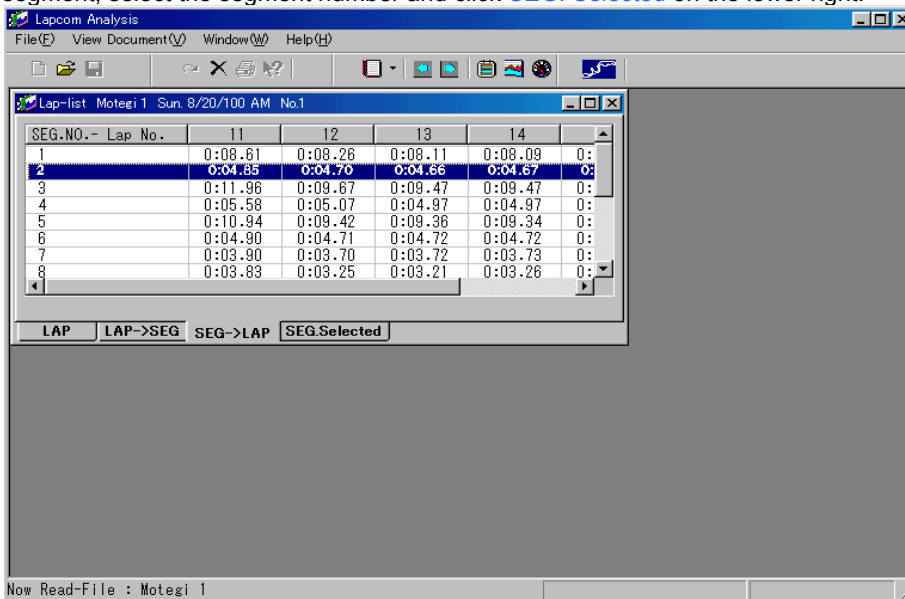 segment, select the segment number and click SEG. Selected on the lower right.
Lapcom Analysis
File(F) View Document(V) Window(W) Help(H)
Lap-list Motegi 1 Sun. 8/20/100 AM No.1
SEG.NO.- Lap No. 11 12 13 14
1 0:08.61 0:08.26 0:08.11 0:08.09 0:
2 0:04.85 0:04.70 0:04.66 0:04.67 0:
3 0:11.96 0:09.67 0:09.47 0:09.47 0:
4 0:05.58 0:05.07 0:04.97 0:04.97 0:
5 0:10.94 0:09.42 0:09.36 0:09.34 0:
6 0:04.90 0:04.71 0:04.72 0:04.72 0:
7 0:03.90 0:03.70 0:03.72 0:03.73 0:
8 0:03.83 0:03.25 0:03.21 0:03.26 0:
LAP LAP->SEG SEG->LAP SEG.Selected
Now Read-File : Motegi 1